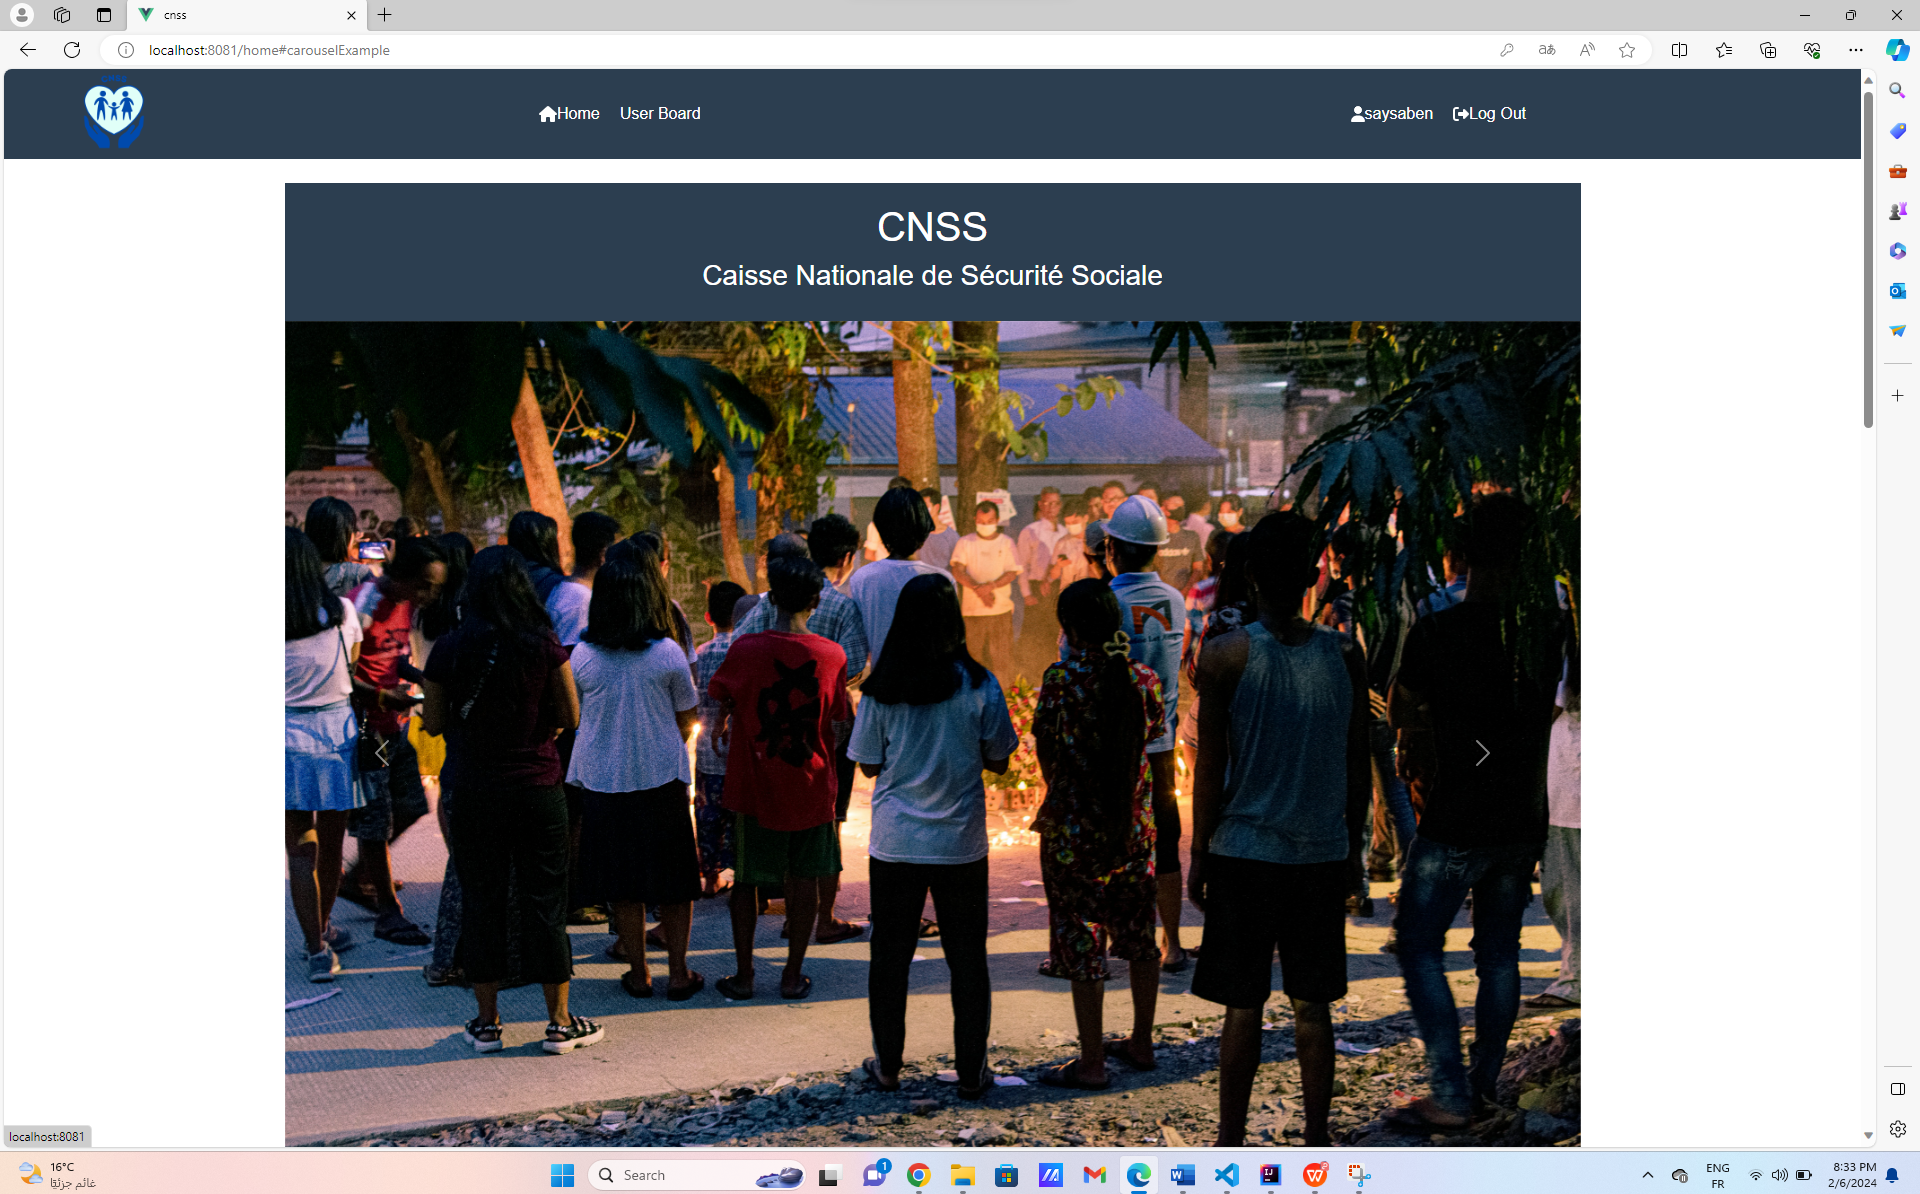 cnss
localhost:8081/home#carouselExample
Home
User Board
saysaben
Log Out
CNSS
Caisse Nationale de Sécurité Sociale
localhost:8081
16°C
غائم جزئيًا
Search
1
ENG
FR
8:33 PM
2/6/2024